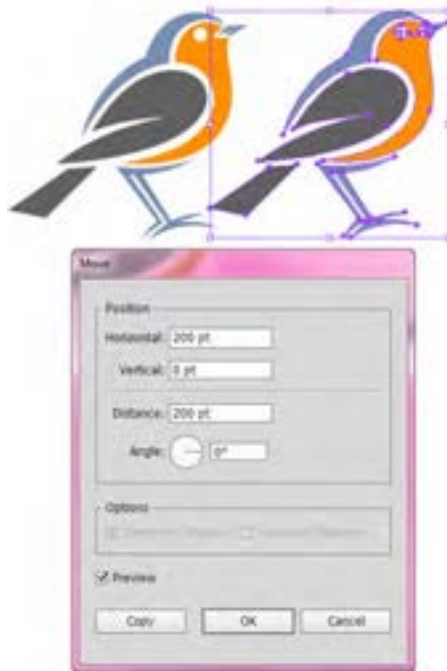 Move
Position
Horizontal: 200 pt
Vertical: 0 pt
Distance: 200 pt
Angle: 0°
Options
Preview
Copy OK Cancel